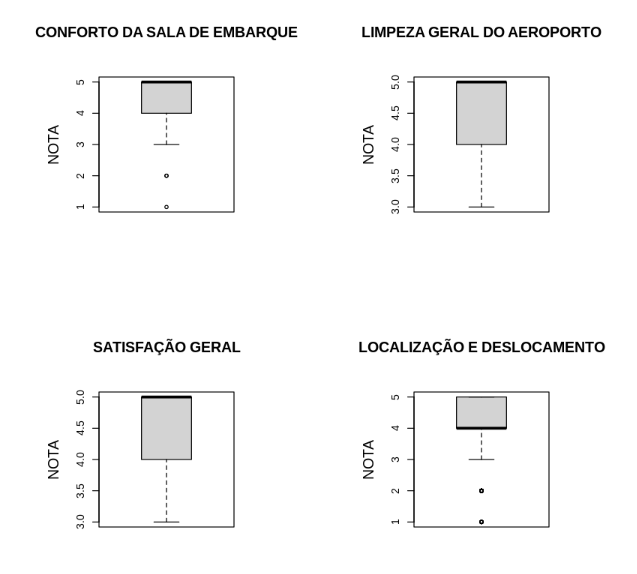 CONFORTO DA SALA DE EMBARQUE
NOTA
5
4
3
2
1
LIMPEZA GERAL DO AEROPORTO
NOTA
5.0
4.5
4.0
3.5
3.0
SATISFAÇÃO GERAL
NOTA
5.0
4.5
4.0
3.5
3.0
LOCALIZAÇÃO E DESLOCAMENTO
NOTA
5
4
3
2
1